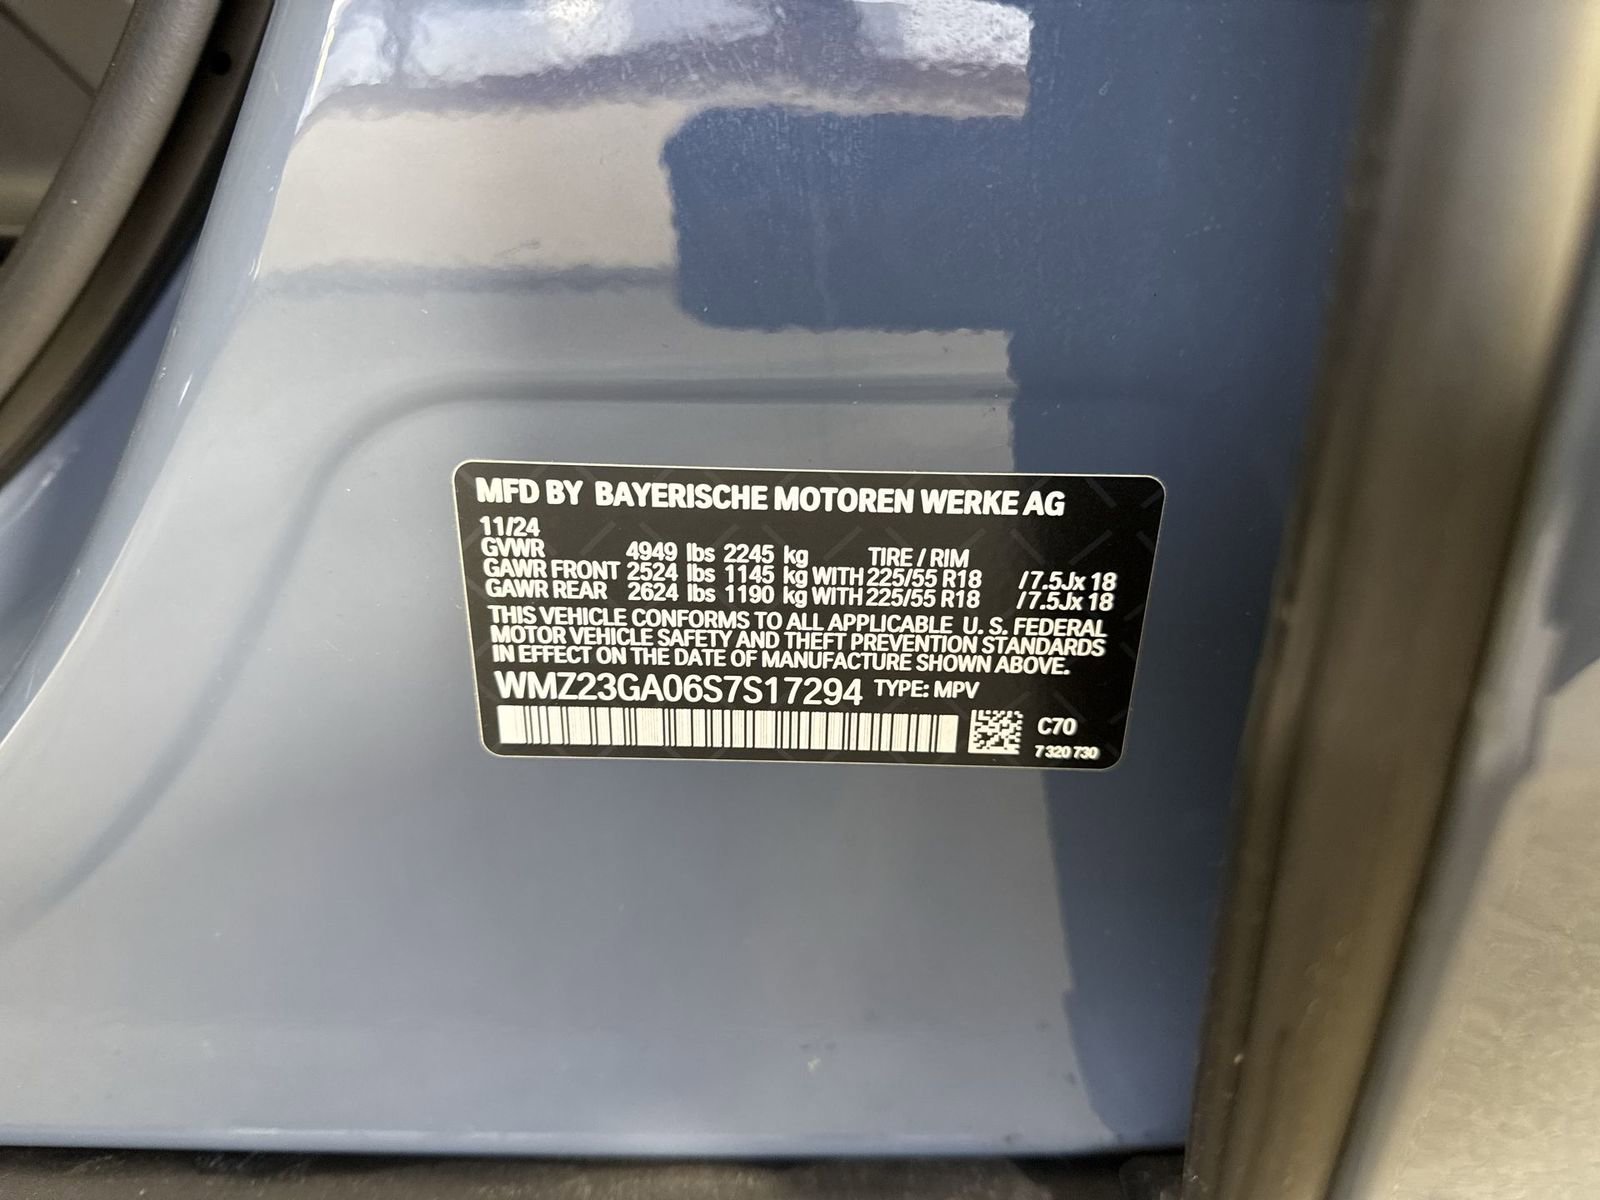 MFD BY BAYERISCHE MOTOREN WERKE AG
11/24
GVWR 4949 lbs 2245 kg TIRE / RIM
GAWR FRONT 2524 lbs 1145 kg WITH 225/55 R18 /7.5Jx 18
GAWR REAR 2624 lbs 1190 kg WITH 225/55 R18 /7.5Jx 18
THIS VEHICLE CONFORMS TO ALL APPLICABLE U. S. FEDERAL
MOTOR VEHICLE SAFETY AND THEFT PREVENTION STANDARDS
IN EFFECT ON THE DATE OF MANUFACTURE SHOWN ABOVE.
WMZ23GA06S7S17294 TYPE: MPV
C70
7 320 730